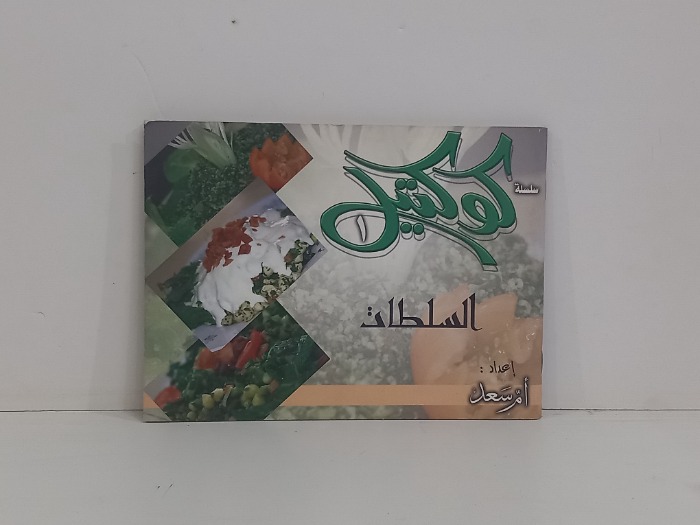 سلسلة
كوكتيل
١
السلطات
إعداد :
أم سعد